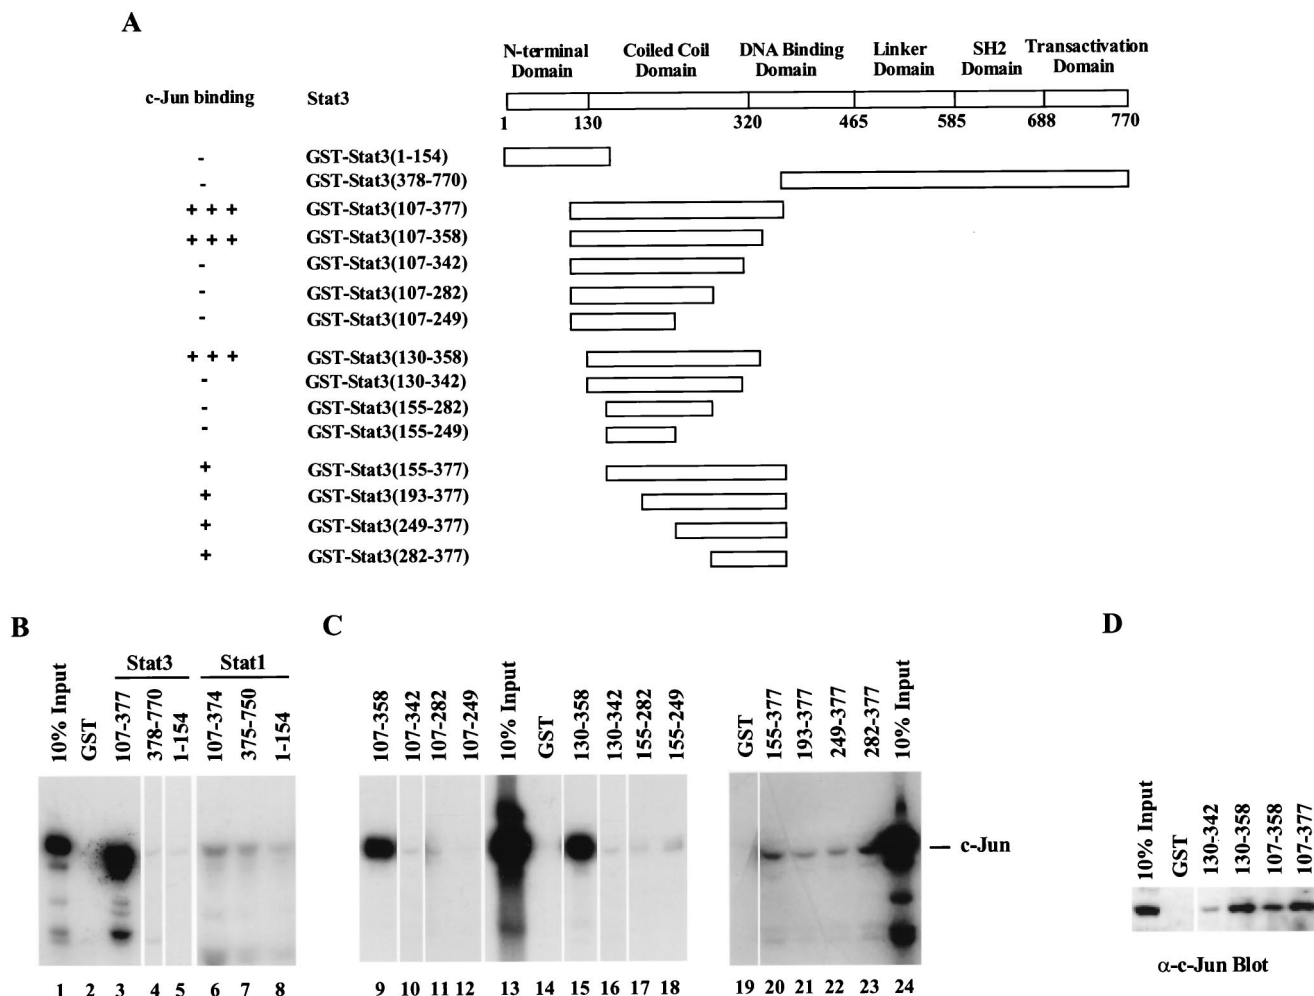 A
N-terminal Domain
Coiled Coil Domain
DNA Binding Domain
Linker Domain
SH2 Domain
Transactivation Domain
c-Jun binding
Stat3
1 130 320 465 585 688 770
- GST-Stat3(1-154)
- GST-Stat3(378-770)
+ + + GST-Stat3(107-377)
+ + + GST-Stat3(107-358)
- GST-Stat3(107-342)
- GST-Stat3(107-282)
- GST-Stat3(107-249)
+ + + GST-Stat3(130-358)
- GST-Stat3(130-342)
- GST-Stat3(155-282)
- GST-Stat3(155-249)
+ GST-Stat3(155-377)
+ GST-Stat3(193-377)
+ GST-Stat3(249-377)
+ GST-Stat3(282-377)
B
Stat3 Stat1
10% Input
GST
107-377
378-770
1-154
107-374
375-750
1-154
1 2 3 4 5 6 7 8
C
107-358
107-342
107-282
107-249
10% Input
GST
130-358
130-342
155-282
155-249
9 10 11 12 13 14 15 16 17 18
GST
155-377
193-377
249-377
282-377
10% Input
c-Jun
19 20 21 22 23 24
D
10% Input
GST
130-342
130-358
107-358
107-377
α-c-Jun Blot